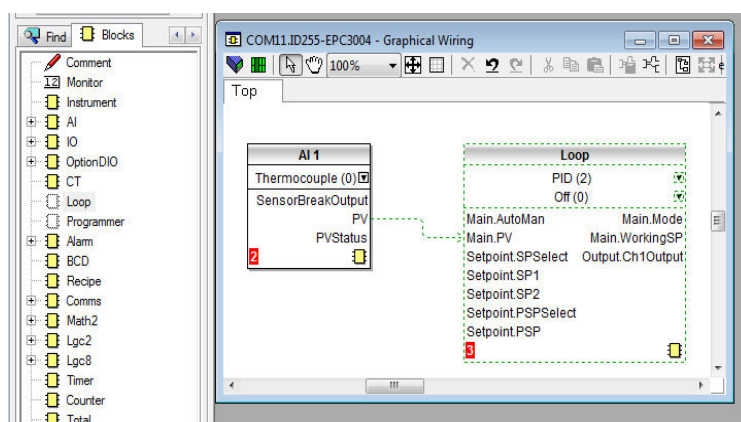 Find Blocks
Comment
12 Monitor
Instrument
AI
IO
OptionDIO
CT
Loop
Programmer
Alarm
BCD
Recipe
Comms
Math2
Lgc2
Lgc8
Timer
Counter
Total
COM11.ID255-EPC3004 - Graphical Wiring
100%
Top
AI 1
Thermocouple (0)
SensorBreakOutput
PV
PVStatus
2
Loop
PID (2)
Off (0)
Main.AutoMan Main.Mode
Main.PV Main.WorkingSP
Setpoint.SPSelect Output.Ch1Output
Setpoint.SP1
Setpoint.SP2
Setpoint.PSPSelect
Setpoint.PSP
3